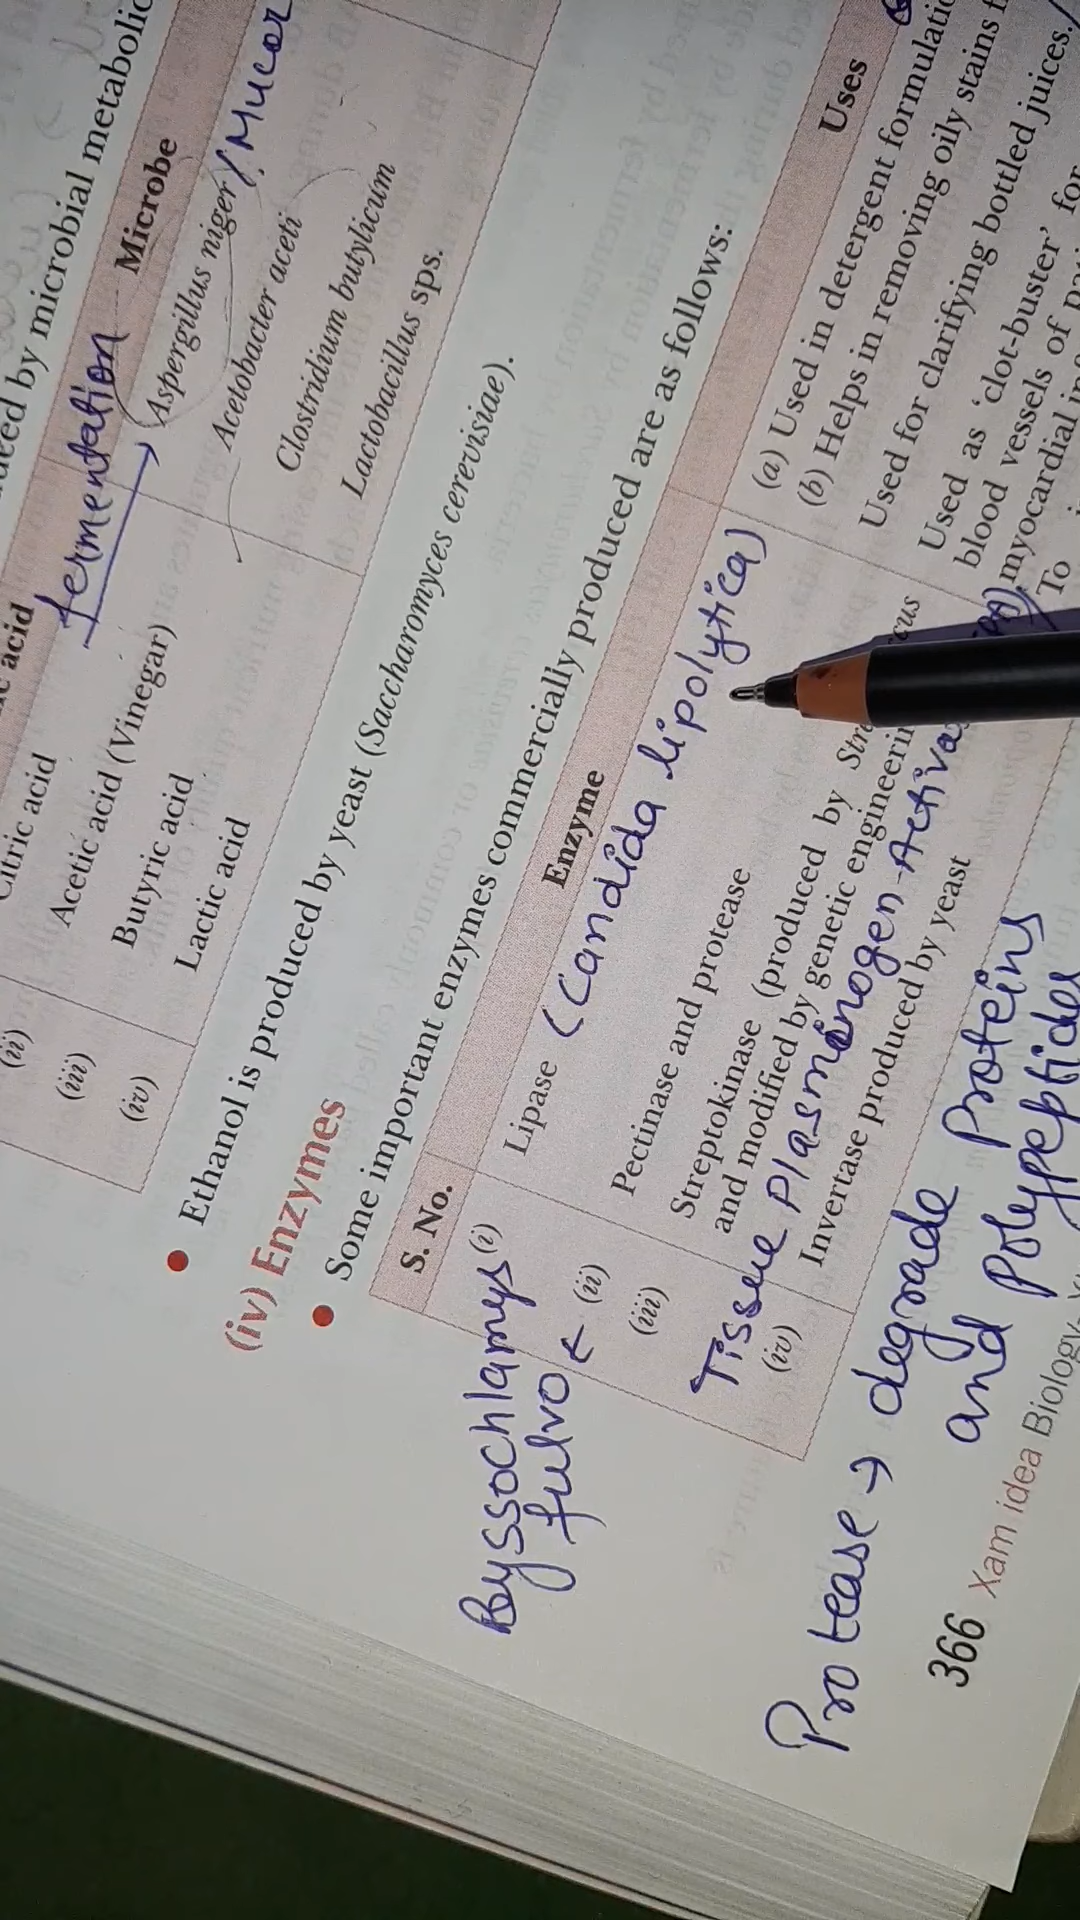 by microbial metabolic
acid
Microbe
fermentation
Citric acid
Aspergillus niger, Mucor
(ii) Acetic acid (Vinegar)
Acetobacter aceti
(iii) Butyric acid
Clostridium butylicum
(iv) Lactic acid
Lactobacillus sps.
• Ethanol is produced by yeast (Saccharomyces cerevisiae).
(iv) Enzymes
• Some important enzymes commercially produced are as follows:
S. No. Enzyme Uses
(i) Lipase (Candida lipolytica)
(a) Used in detergent
(b) Helps in removing oily stains
Byssochlamys
fulvo ←
(ii) Pectinase and protease
Used for clarifying bottled juices.
(iii) Streptokinase (produced by
and modified by genetic
Used as 'clot-buster' for
blood vessels of
myocardial
Tissue Plasminogen Activa
(iv) Invertase produced by yeast
To
Protease → degrade Proteins
and Polypeptides
366 Xam idea Biology